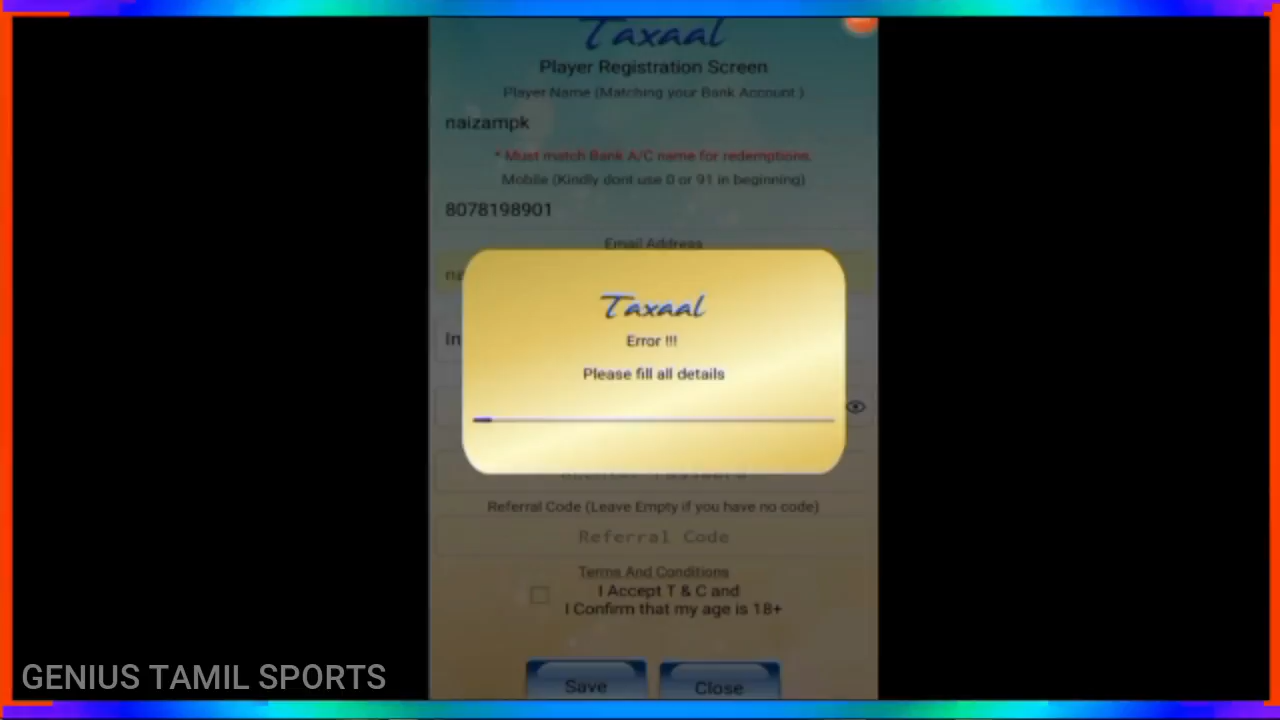 Taxaal
Player Registration Screen
Player Name (Matching your Bank Account )
naizampk
* Must match Bank A/C name for redemptions.
Mobile (Kindly dont use 0 or 91 in beginning)
8078198901
Email Address
na
Taxaal
Error !!!
In
Please fill all details
Referral Code (Leave Empty if you have no code)
Referral Code
Terms And Conditions
I Accept T & C and
I Confirm that my age is 18+
Save Close
GENIUS TAMIL SPORTS